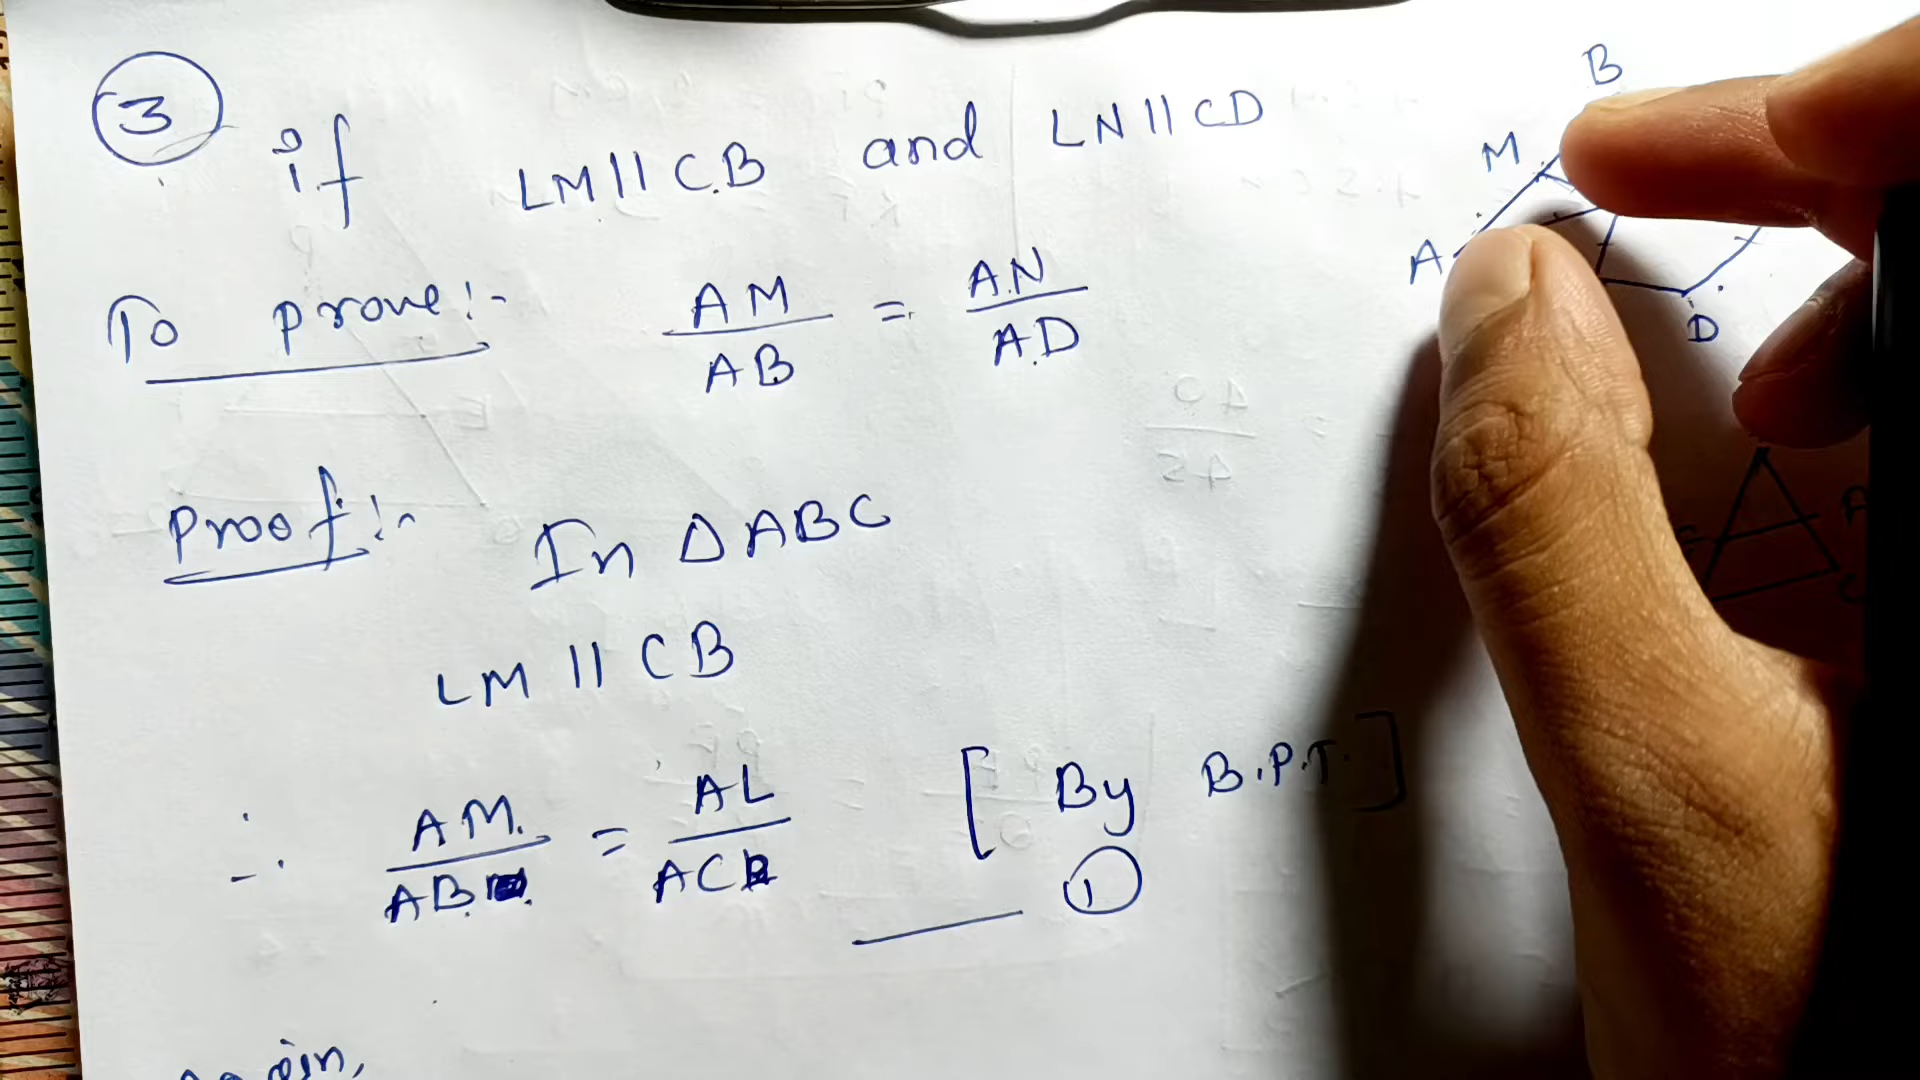 3
if LM || CB and LN || CD
To prove:- AM/AB = AN/AD
Proof:- In △ABC
LM || CB
∴ AM/AB = AL/AC [By B.P.T.]
1
B
M
A
D